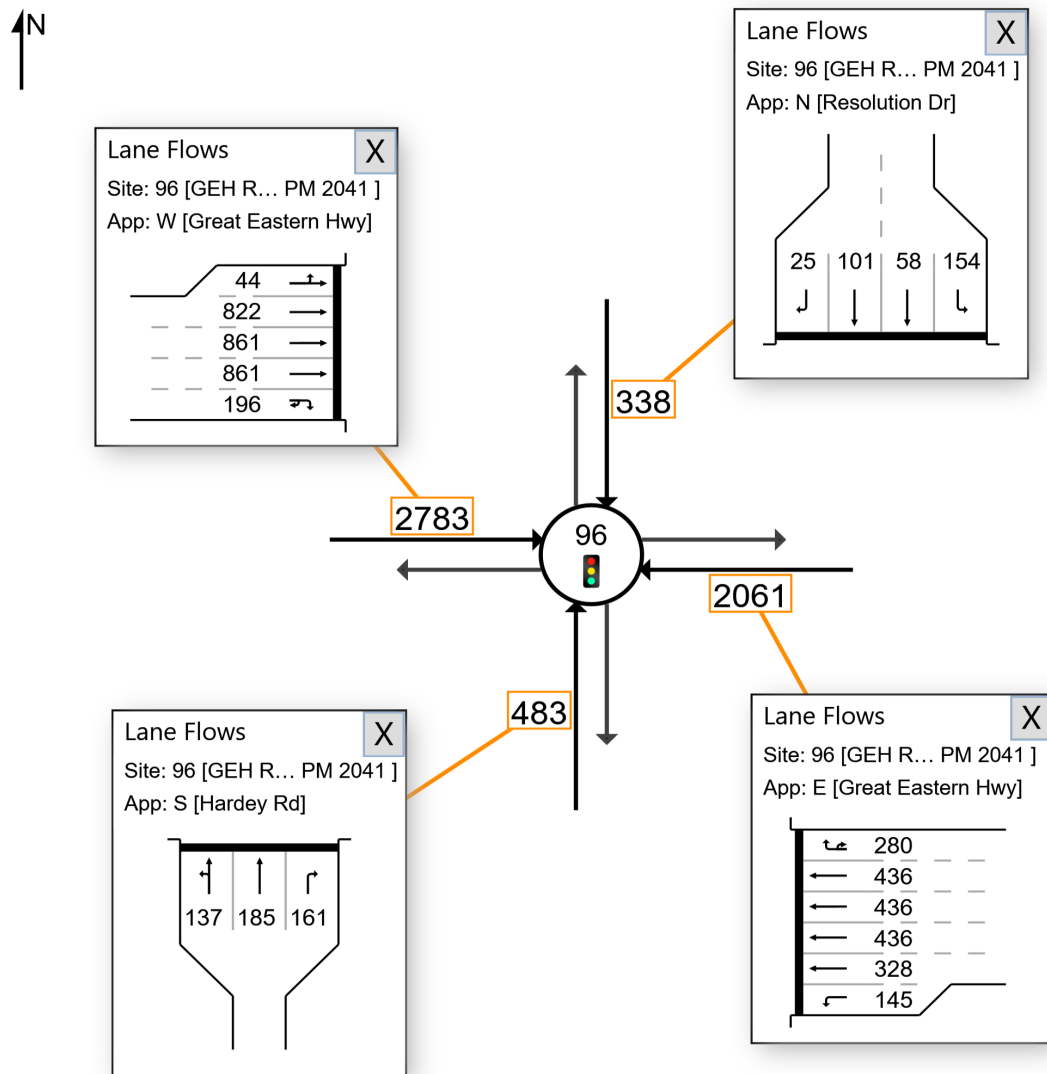 N
Lane Flows
X
Site: 96 [GEH R... PM 2041 ]
App: N [Resolution Dr]
25 101 58 154
Lane Flows
X
Site: 96 [GEH R... PM 2041 ]
App: W [Great Eastern Hwy]
44
822
861
861
196
338
2783
96
2061
483
Lane Flows
X
Site: 96 [GEH R... PM 2041 ]
App: S [Hardey Rd]
137 185 161
Lane Flows
X
Site: 96 [GEH R... PM 2041 ]
App: E [Great Eastern Hwy]
280
436
436
436
328
145